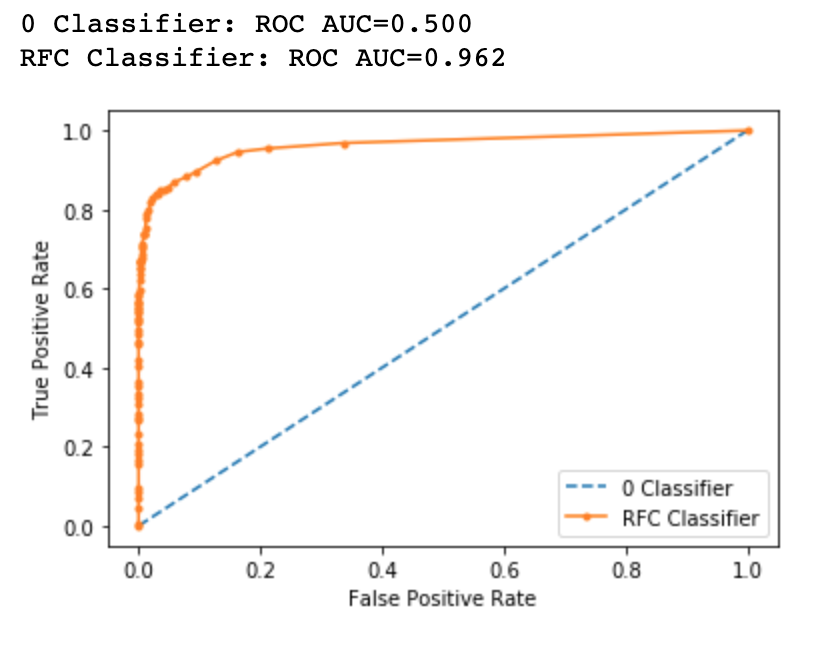 0 Classifier: ROC AUC=0.500
RFC Classifier: ROC AUC=0.962
1.0
0.8
0.6
0.4
0.2
0.0
True Positive Rate
0 Classifier
RFC Classifier
0.0 0.2 0.4 0.6 0.8 1.0
False Positive Rate